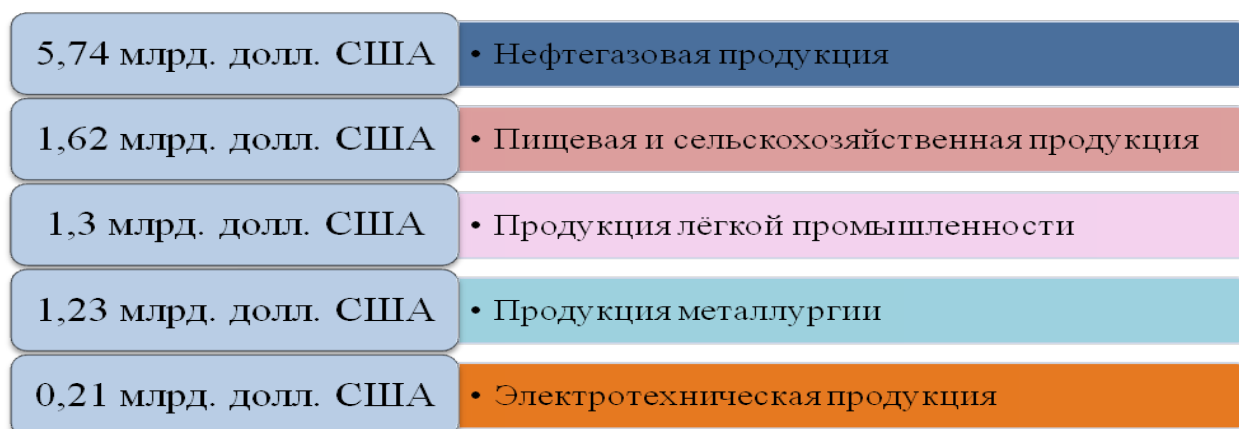 5,74 млрд. долл. США • Нефтегазовая продукция
1,62 млрд. долл. США • Пищевая и сельскохозяйственная продукция
1,3 млрд. долл. США • Продукция лёгкой промышленности
1,23 млрд. долл. США • Продукция металлургии
0,21 млрд. долл. США • Электротехническая продукция